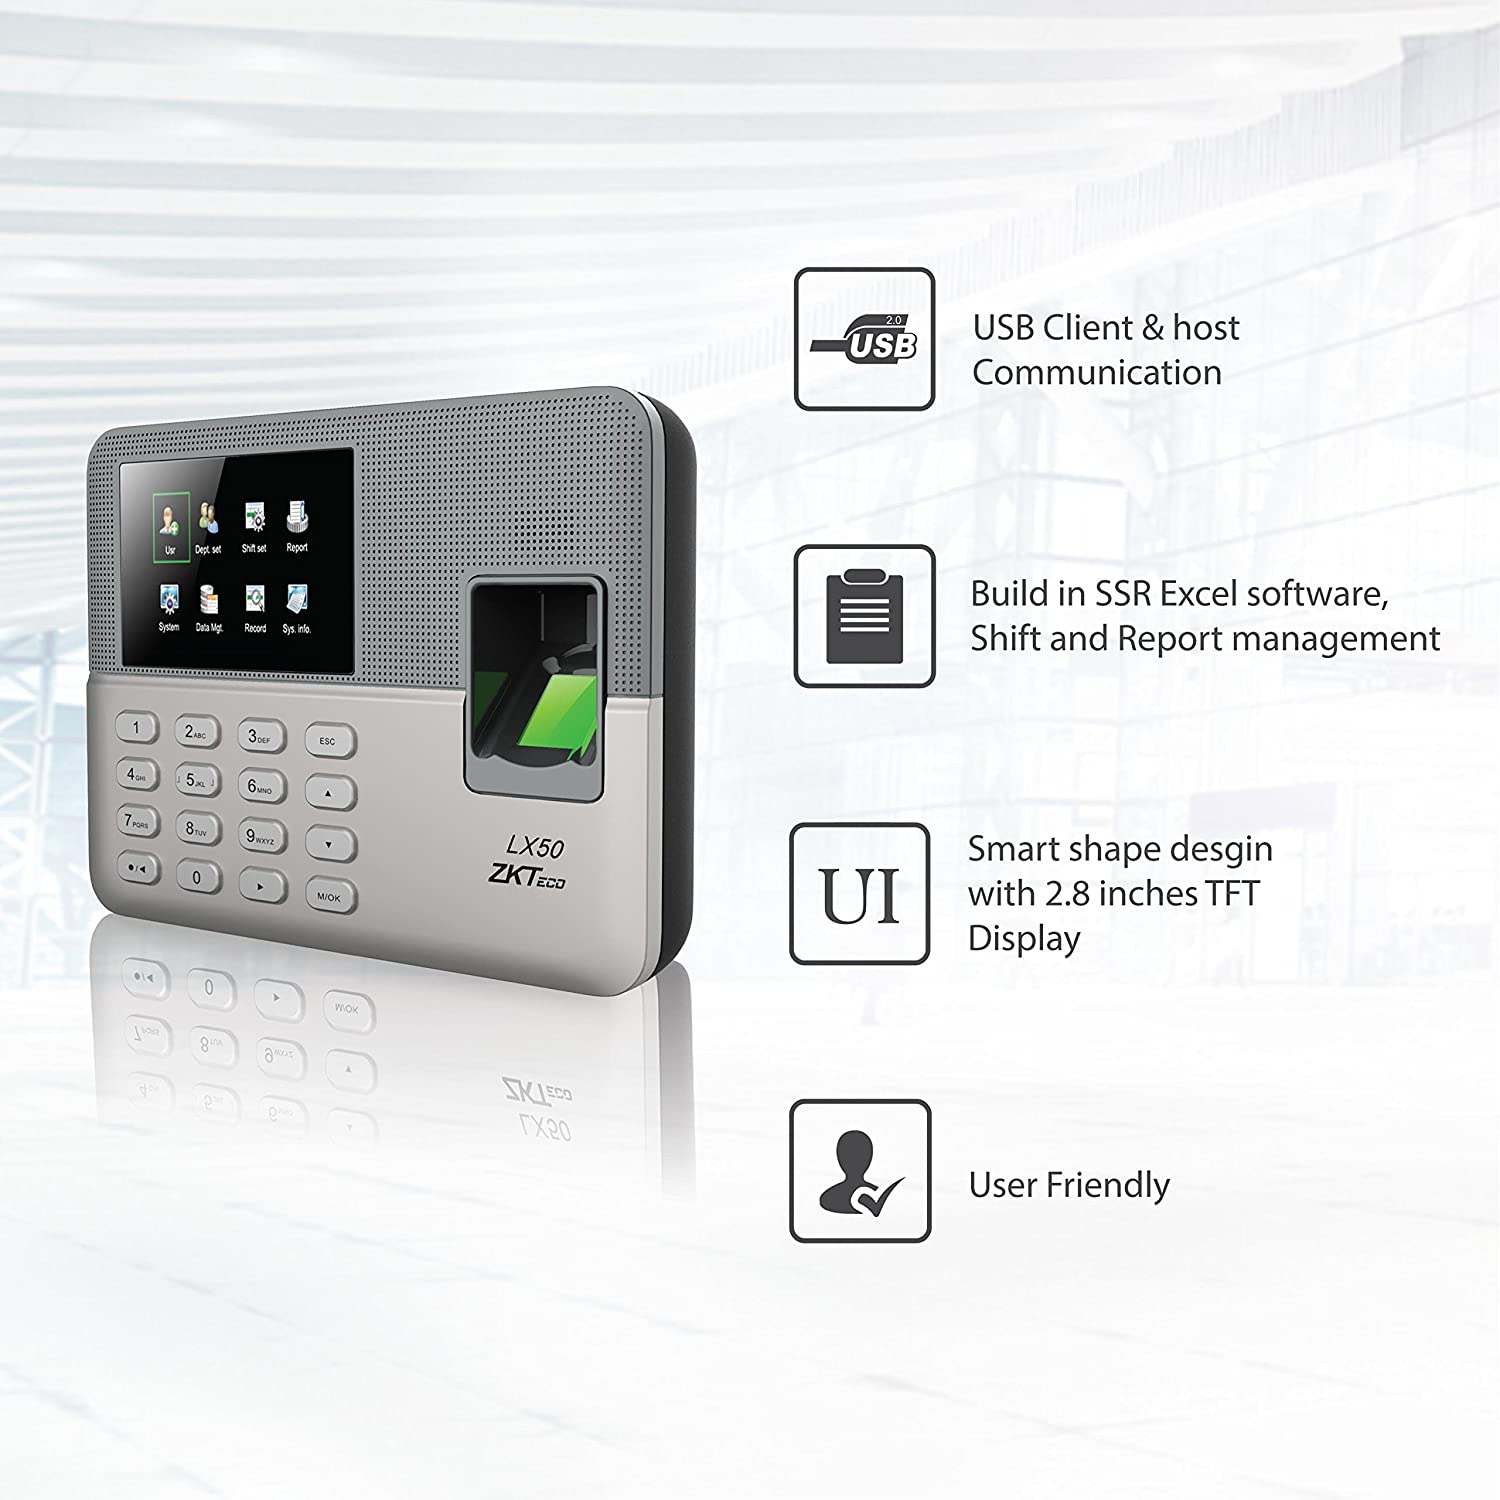 2.0
USB
USB Client & host
Communication
Build in SSR Excel software,
Shift and Report management
UI
Smart shape desgin
with 2.8 inches TFT
Display
User Friendly
Usr Dept. set Shift set Report
System Data Mgt. Record Sys. info.
1 2ABC 3DEF ESC
4GHI 5JKL 6MNO ▲
7PQRS 8TUV 9WXYZ ▼
●/◀ 0 ▶ M/OK
LX50
ZKTECO